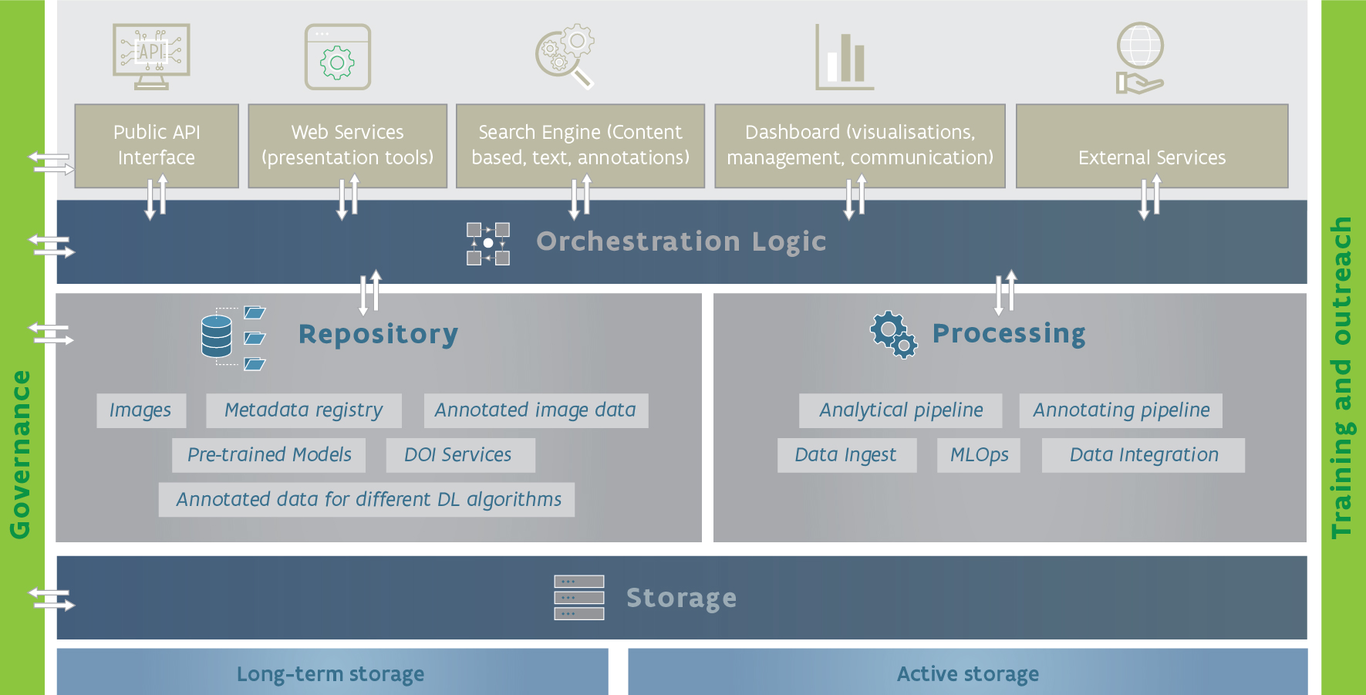 API
Public API
Interface
Web Services
(presentation tools)
Search Engine (Content
based, text, annotations)
Dashboard (visualisations,
management, communication)
External Services
Orchestration Logic
Repository
Images
Metadata registry
Annotated image data
Pre-trained Models
DOI Services
Annotated data for different DL algorithms
Processing
Analytical pipeline
Annotating pipeline
Data Ingest
MLOps
Data Integration
Storage
Long-term storage
Active storage
Governance
Training and outreach